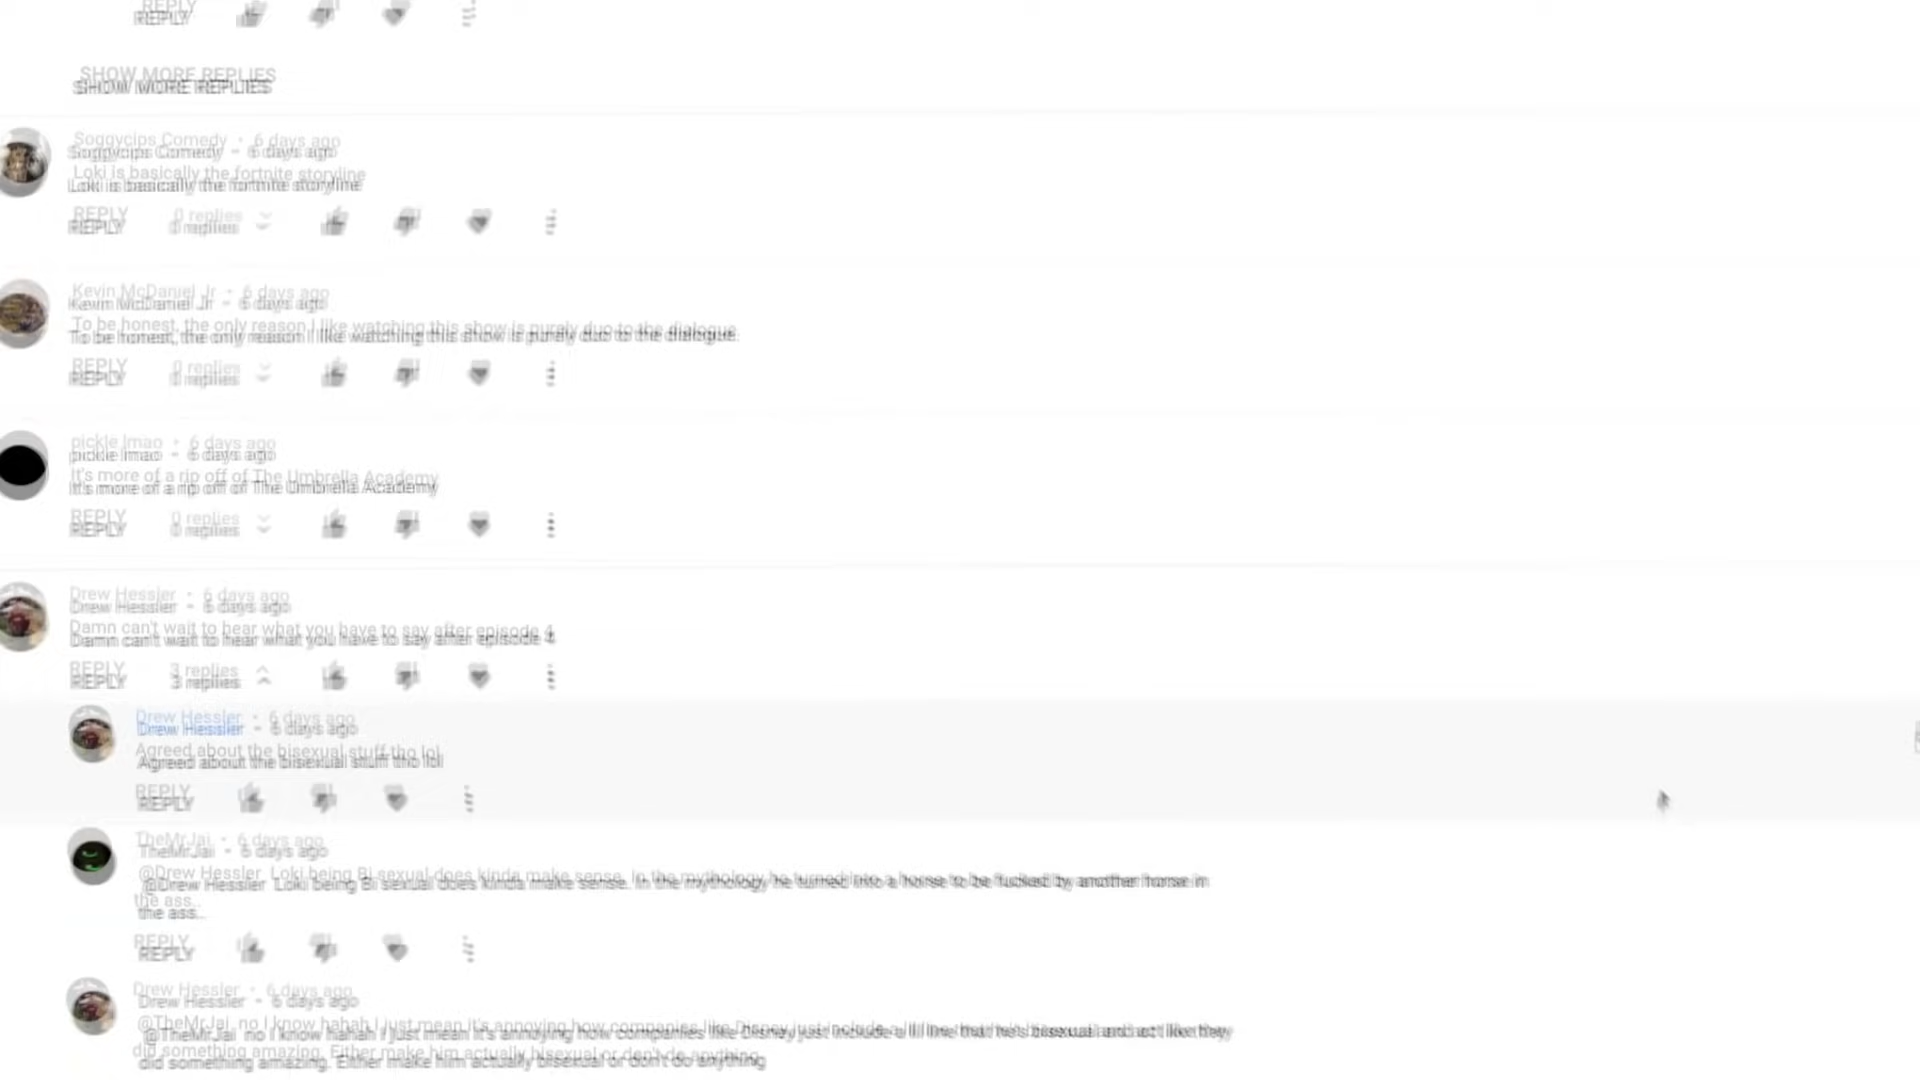 REPLY
SHOW MORE REPLIES
Soggycips Comedy • 6 days ago
Loki is basically the fortnite storyline
REPLY 0 replies
Kevin McDaniel Jr • 6 days ago
To be honest, the only reason I like watching this show is purely duo to the dialogue.
REPLY 0 replies
pickle lmao • 6 days ago
It's more of a rip off of The Umbrella Academy
REPLY 0 replies
Drew Hessler • 6 days ago
Damn can't wait to hear what you have to say after episode 4
REPLY 3 replies
Drew Hessler • 6 days ago
Agreed about the bisexual stuff tho lol
REPLY
TheMrJai • 6 days ago
@Drew Hessler Loki being Bi sexual does kinda make sense. In the mythology he turned into a horse to be fucked by another horse in
the ass..
REPLY
Drew Hessler • 6 days ago
@TheMrJai no I know hahah I just mean it's annoying how companies like Disney just include a lil line that he's bisexual and act like they
did something amazing. Either make him actually bisexual or don't do anything